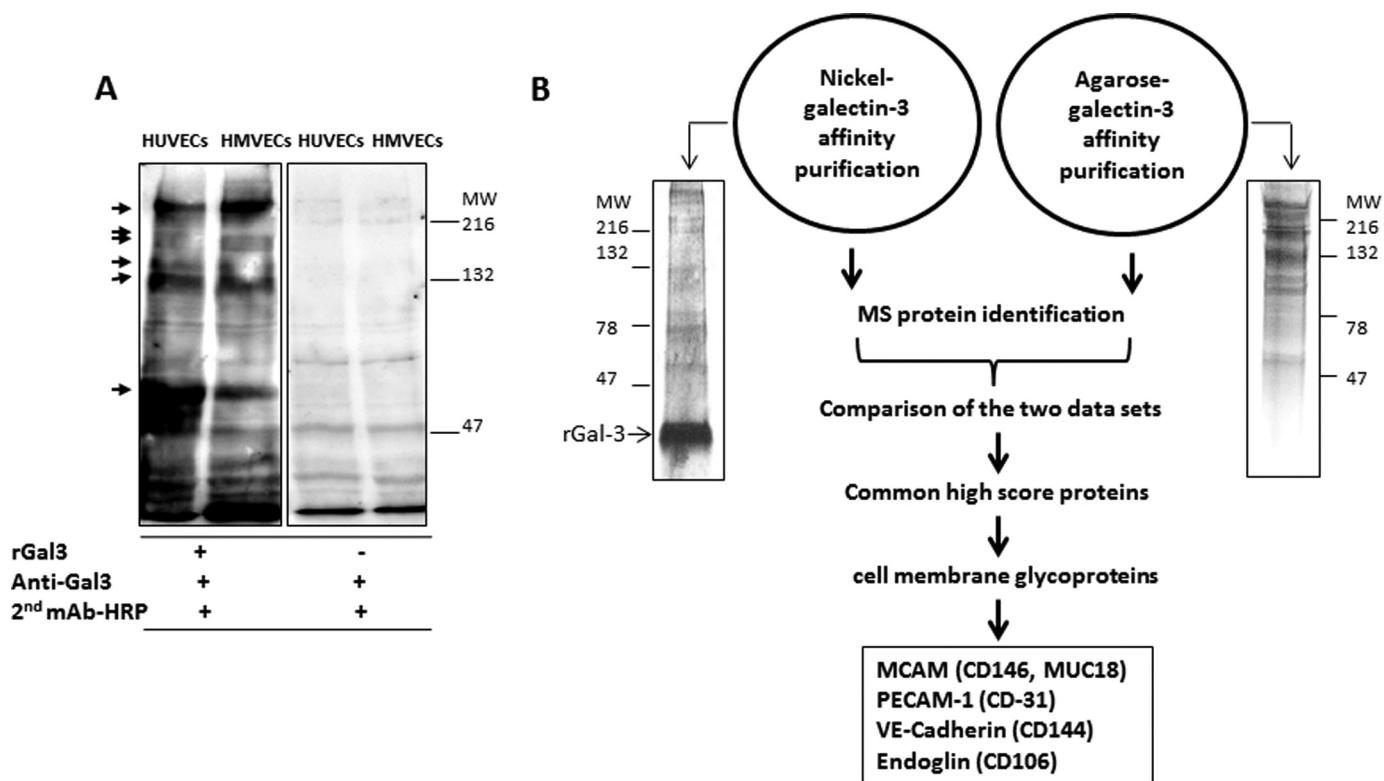 A
HUVECs HMVECs HUVECs HMVECs
MW
216
132
47
rGal3 + -
Anti-Gal3 + +
2nd mAb-HRP + +
B
Nickel-
galectin-3
affinity
purification
Agarose-
galectin-3
affinity
purification
MW
216
132
78
47
rGal-3
MW
216
132
78
47
MS protein identification
Comparison of the two data sets
Common high score proteins
cell membrane glycoproteins
MCAM (CD146, MUC18)
PECAM-1 (CD-31)
VE-Cadherin (CD144)
Endoglin (CD106)